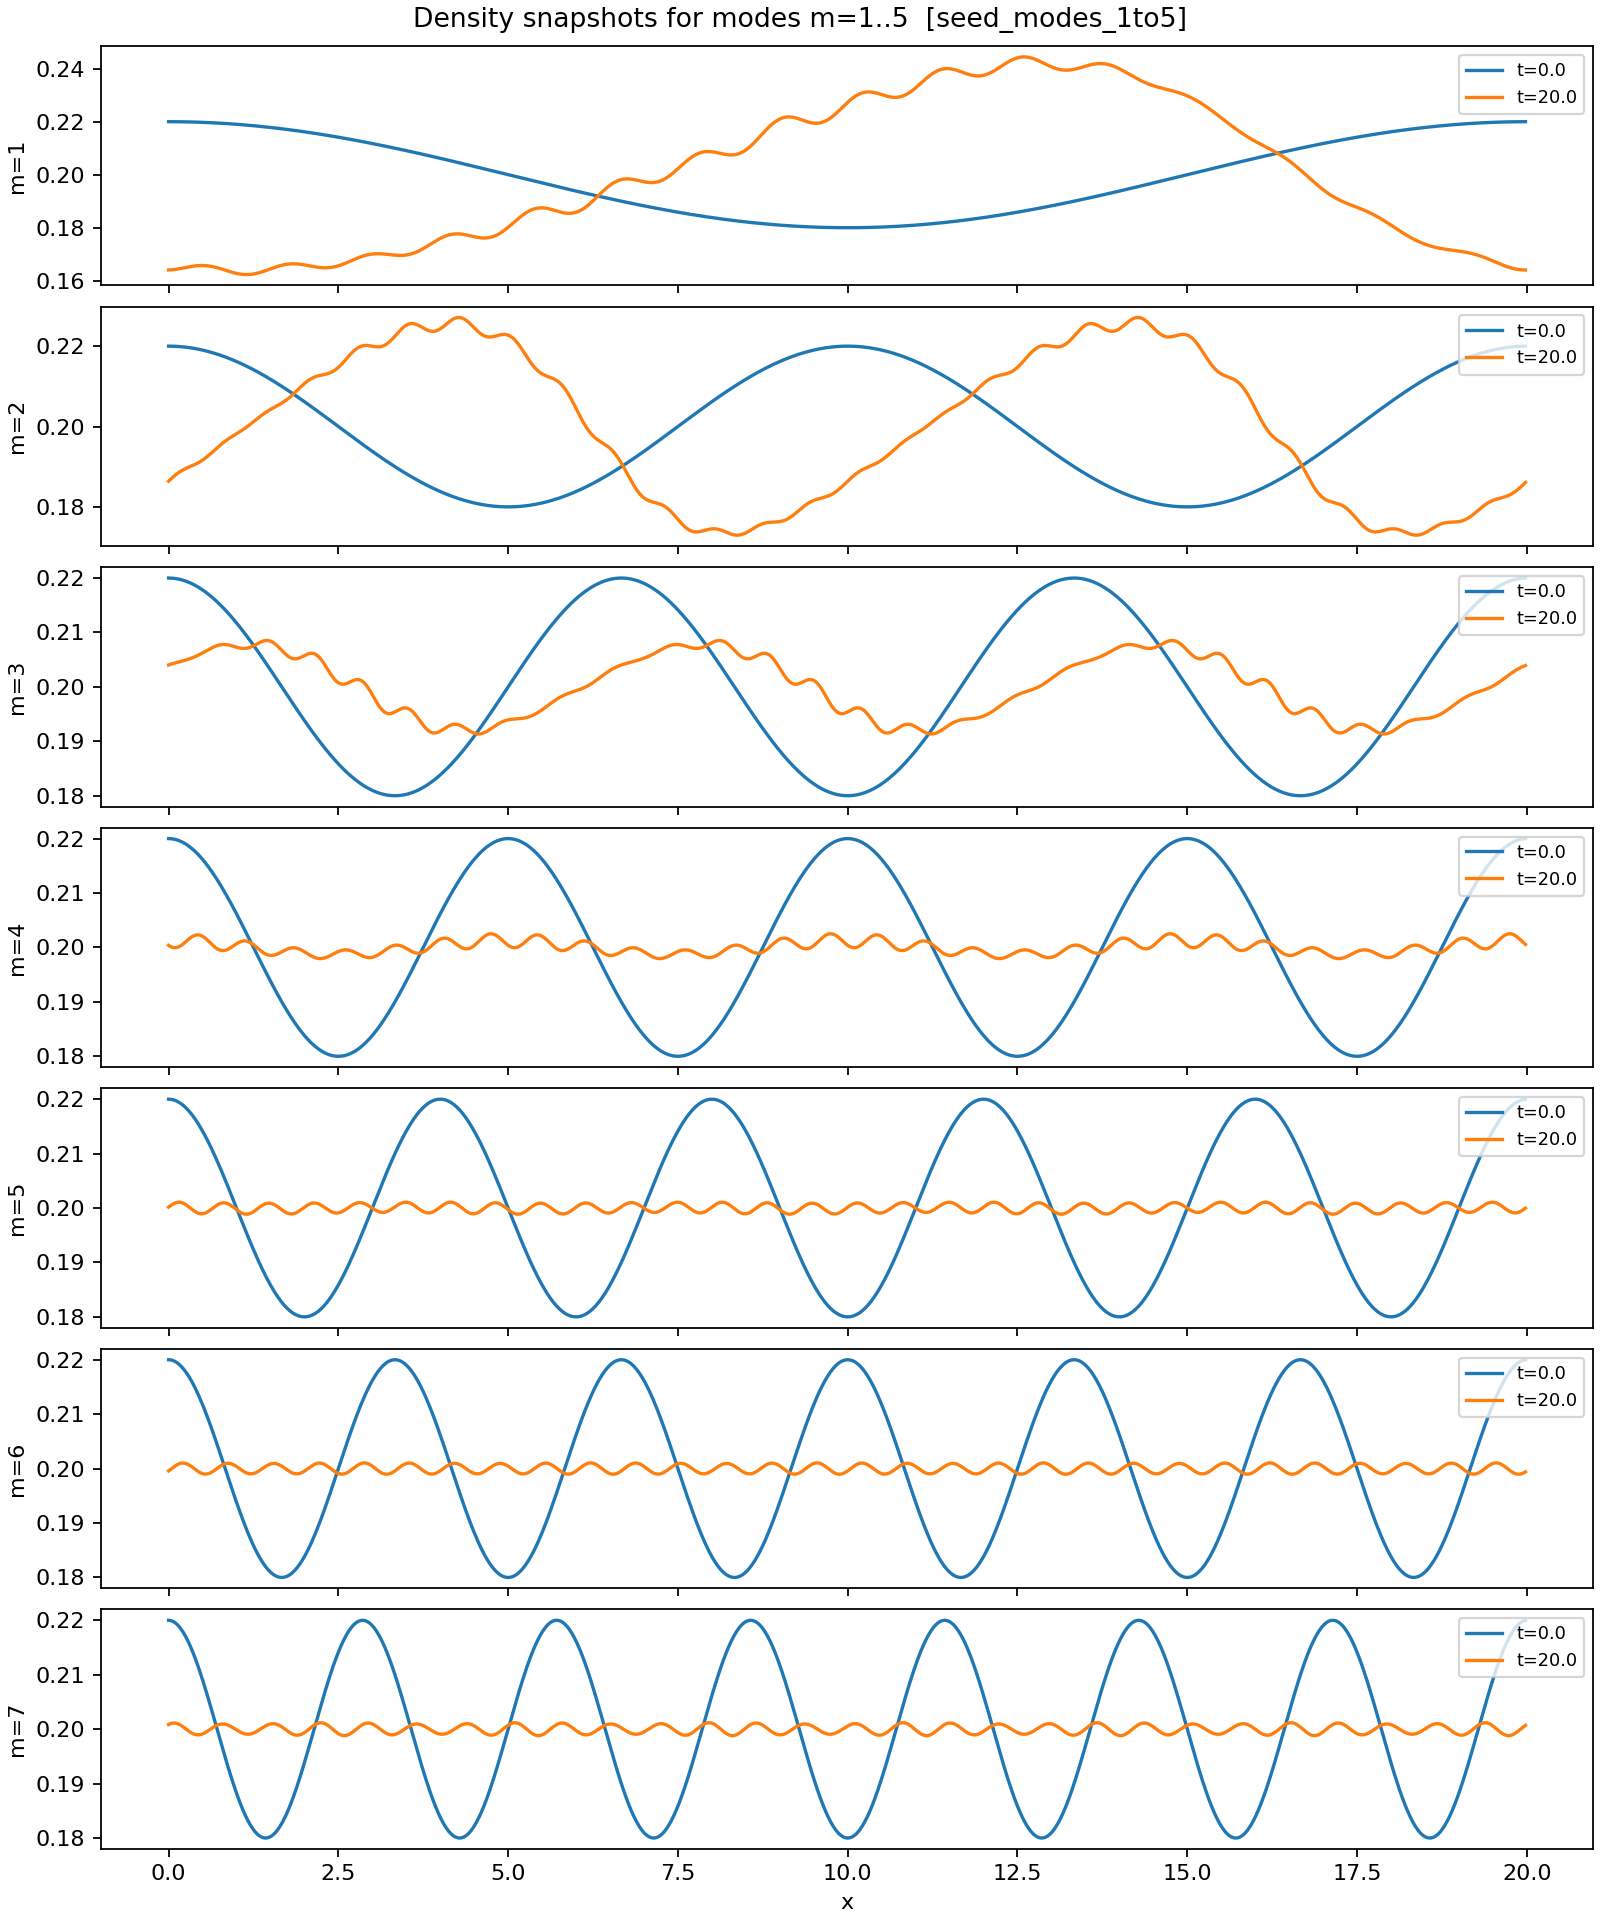 Density snapshots for modes m=1..5  [seed_modes_1to5]
m=1
0.24
0.22
0.20
0.18
0.16
t=0.0
t=20.0
m=2
0.22
0.20
0.18
t=0.0
t=20.0
m=3
0.22
0.21
0.20
0.19
0.18
t=0.0
t=20.0
m=4
0.22
0.21
0.20
0.19
0.18
t=0.0
t=20.0
m=5
0.22
0.21
0.20
0.19
0.18
t=0.0
t=20.0
m=6
0.22
0.21
0.20
0.19
0.18
t=0.0
t=20.0
m=7
0.22
0.21
0.20
0.19
0.18
t=0.0
t=20.0
0.0 2.5 5.0 7.5 10.0 12.5 15.0 17.5 20.0
x